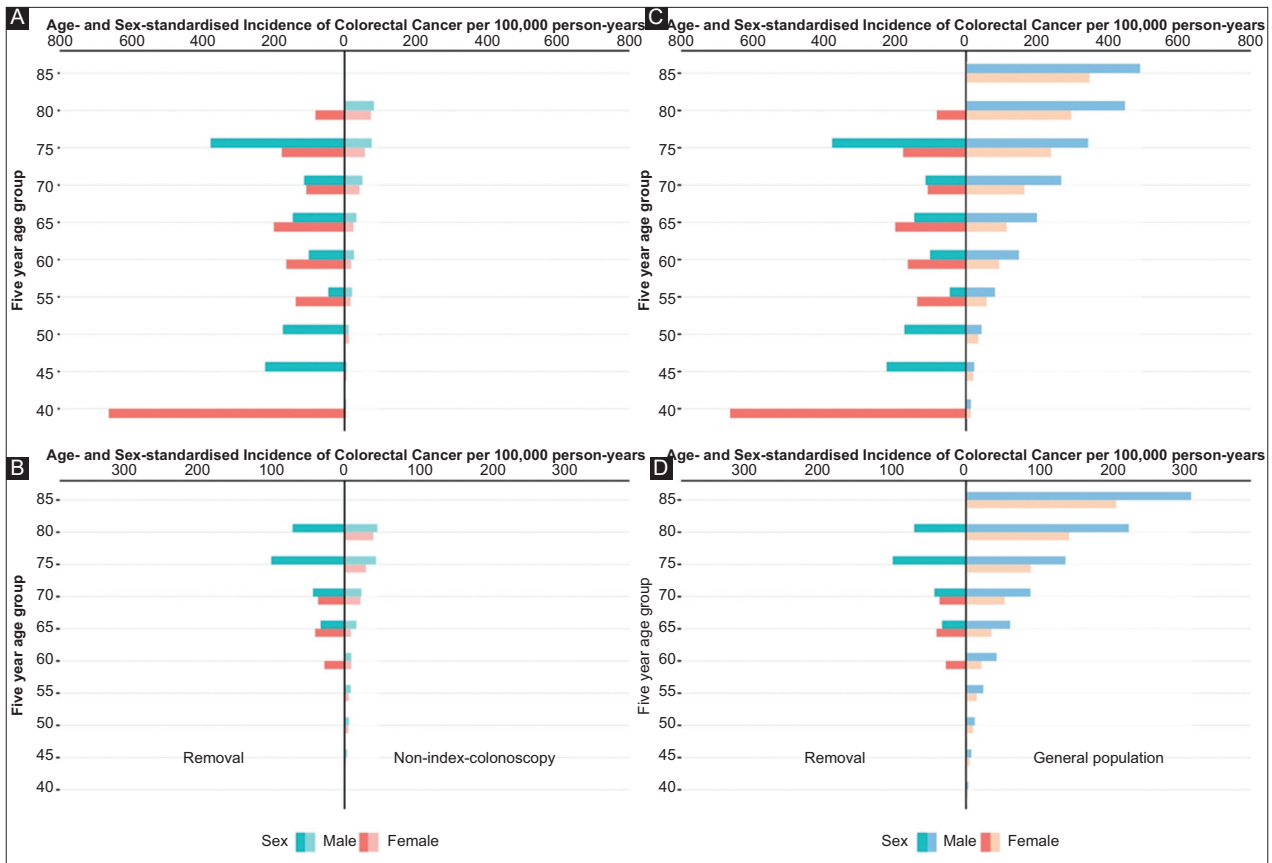 A
Age- and Sex-standardised Incidence of Colorectal Cancer per 100,000 person-years
800 600 400 200 0 200 400 600 800
Five year age group
85
80
75
70
65
60
55
50
45
40
B
Age- and Sex-standardised Incidence of Colorectal Cancer per 100,000 person-years
300 200 100 0 100 200 300
Five year age group
85
80
75
70
65
60
55
50
45
40
Removal Non-index-colonoscopy
Sex Male Female
C
Age- and Sex-standardised Incidence of Colorectal Cancer per 100,000 person-years
800 600 400 200 0 200 400 600 800
Five year age group
85
80
75
70
65
60
55
50
45
40
D
Age- and Sex-standardised Incidence of Colorectal Cancer per 100,000 person-years
300 200 100 0 100 200 300
Five year age group
85
80
75
70
65
60
55
50
45
40
Removal General population
Sex Male Female